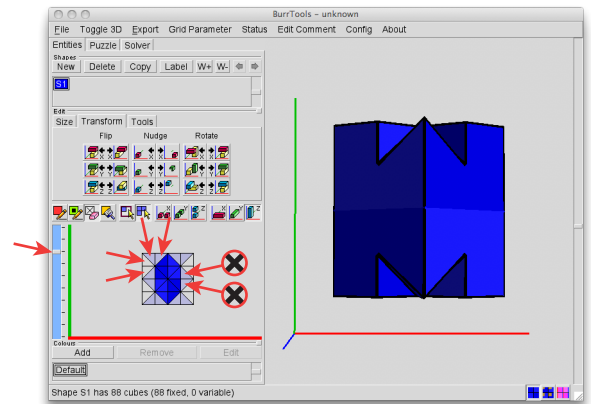 BurrTools - unknown
File Toggle 3D Export Grid Parameter Status Edit Comment Config About
Entities Puzzle Solver
Shapes
New Delete Copy Label W+ W-
S1
Edit
Size Transform Tools
Flip Nudge Rotate
Colours
Add Remove Edit
Default
Shape S1 has 88 cubes (88 fixed, 0 variable)